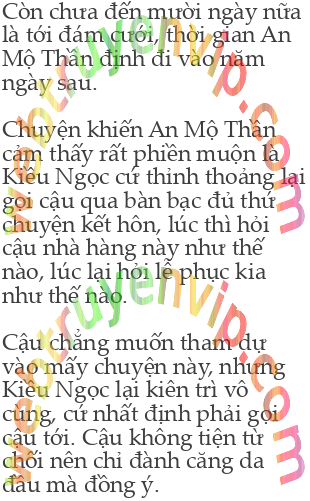 Còn chưa đến mười ngày nữa
là tới đám cưới, thời gian An
Mộ Thần định đi vào năm
ngày sau.
Chuyện khiến An Mộ Thần
cảm thấy rất phiền muộn là
Kiều Ngọc cứ thỉnh thoảng lại
gọi cậu qua bàn bạc đủ thứ
chuyện kết hôn, lúc thì hỏi
cậu nhà hàng này như thế
nào, lúc lại hỏi lễ phục kia
như thế nào.
Cậu chẳng muốn tham dự
vào mấy chuyện này, nhưng
Kiều Ngọc lại kiên trì vô
cùng, cứ nhất định phải gọi
cậu tới. Cậu không tiện từ
chối nên chỉ đành căng da
đầu mà đồng ý.
webtruyenvip.com
webtruyenvip.com